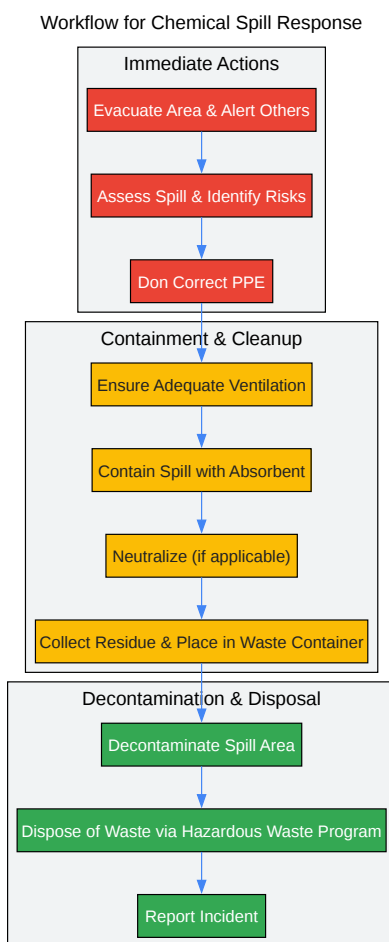 Workflow for Chemical Spill Response
Immediate Actions
Evacuate Area & Alert Others
Assess Spill & Identify Risks
Don Correct PPE
Containment & Cleanup
Ensure Adequate Ventilation
Contain Spill with Absorbent
Neutralize (if applicable)
Collect Residue & Place in Waste Container
Decontamination & Disposal
Decontaminate Spill Area
Dispose of Waste via Hazardous Waste Program
Report Incident